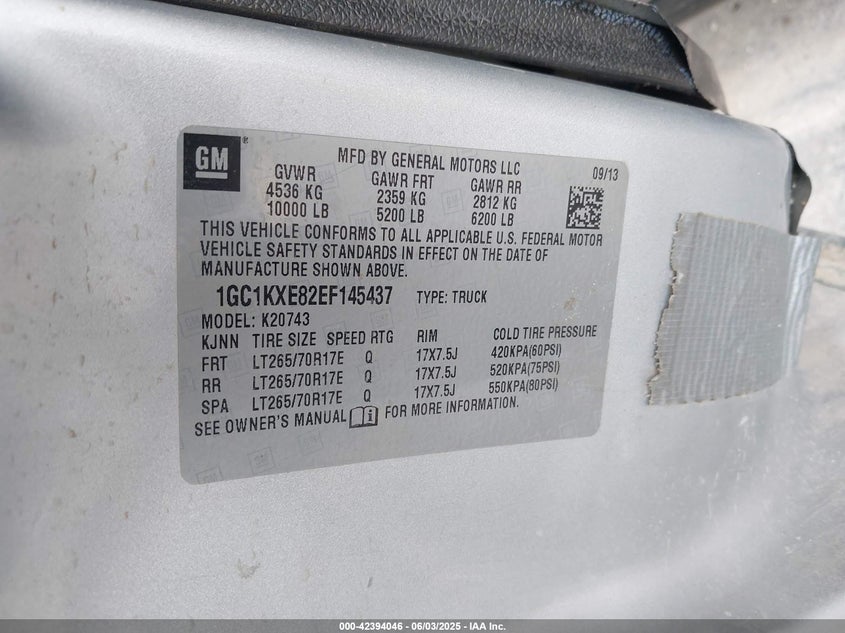 GM
MFD BY GENERAL MOTORS LLC
09/13
GVWR GAWR FRT GAWR RR
4536 KG 2359 KG 2812 KG
10000 LB 5200 LB 6200 LB
THIS VEHICLE CONFORMS TO ALL APPLICABLE U.S. FEDERAL MOTOR
VEHICLE SAFETY STANDARDS IN EFFECT ON THE DATE OF
MANUFACTURE SHOWN ABOVE.
1GC1KXE82EF145437 TYPE: TRUCK
MODEL: K20743
KJNN TIRE SIZE SPEED RTG RIM COLD TIRE PRESSURE
FRT LT265/70R17E Q 17X7.5J 420KPA(60PSI)
RR LT265/70R17E Q 17X7.5J 520KPA(75PSI)
SPA LT265/70R17E Q 17X7.5J 550KPA(80PSI)
SEE OWNER'S MANUAL FOR MORE INFORMATION.
000-42394046 - 06/03/2025 - IAA Inc.